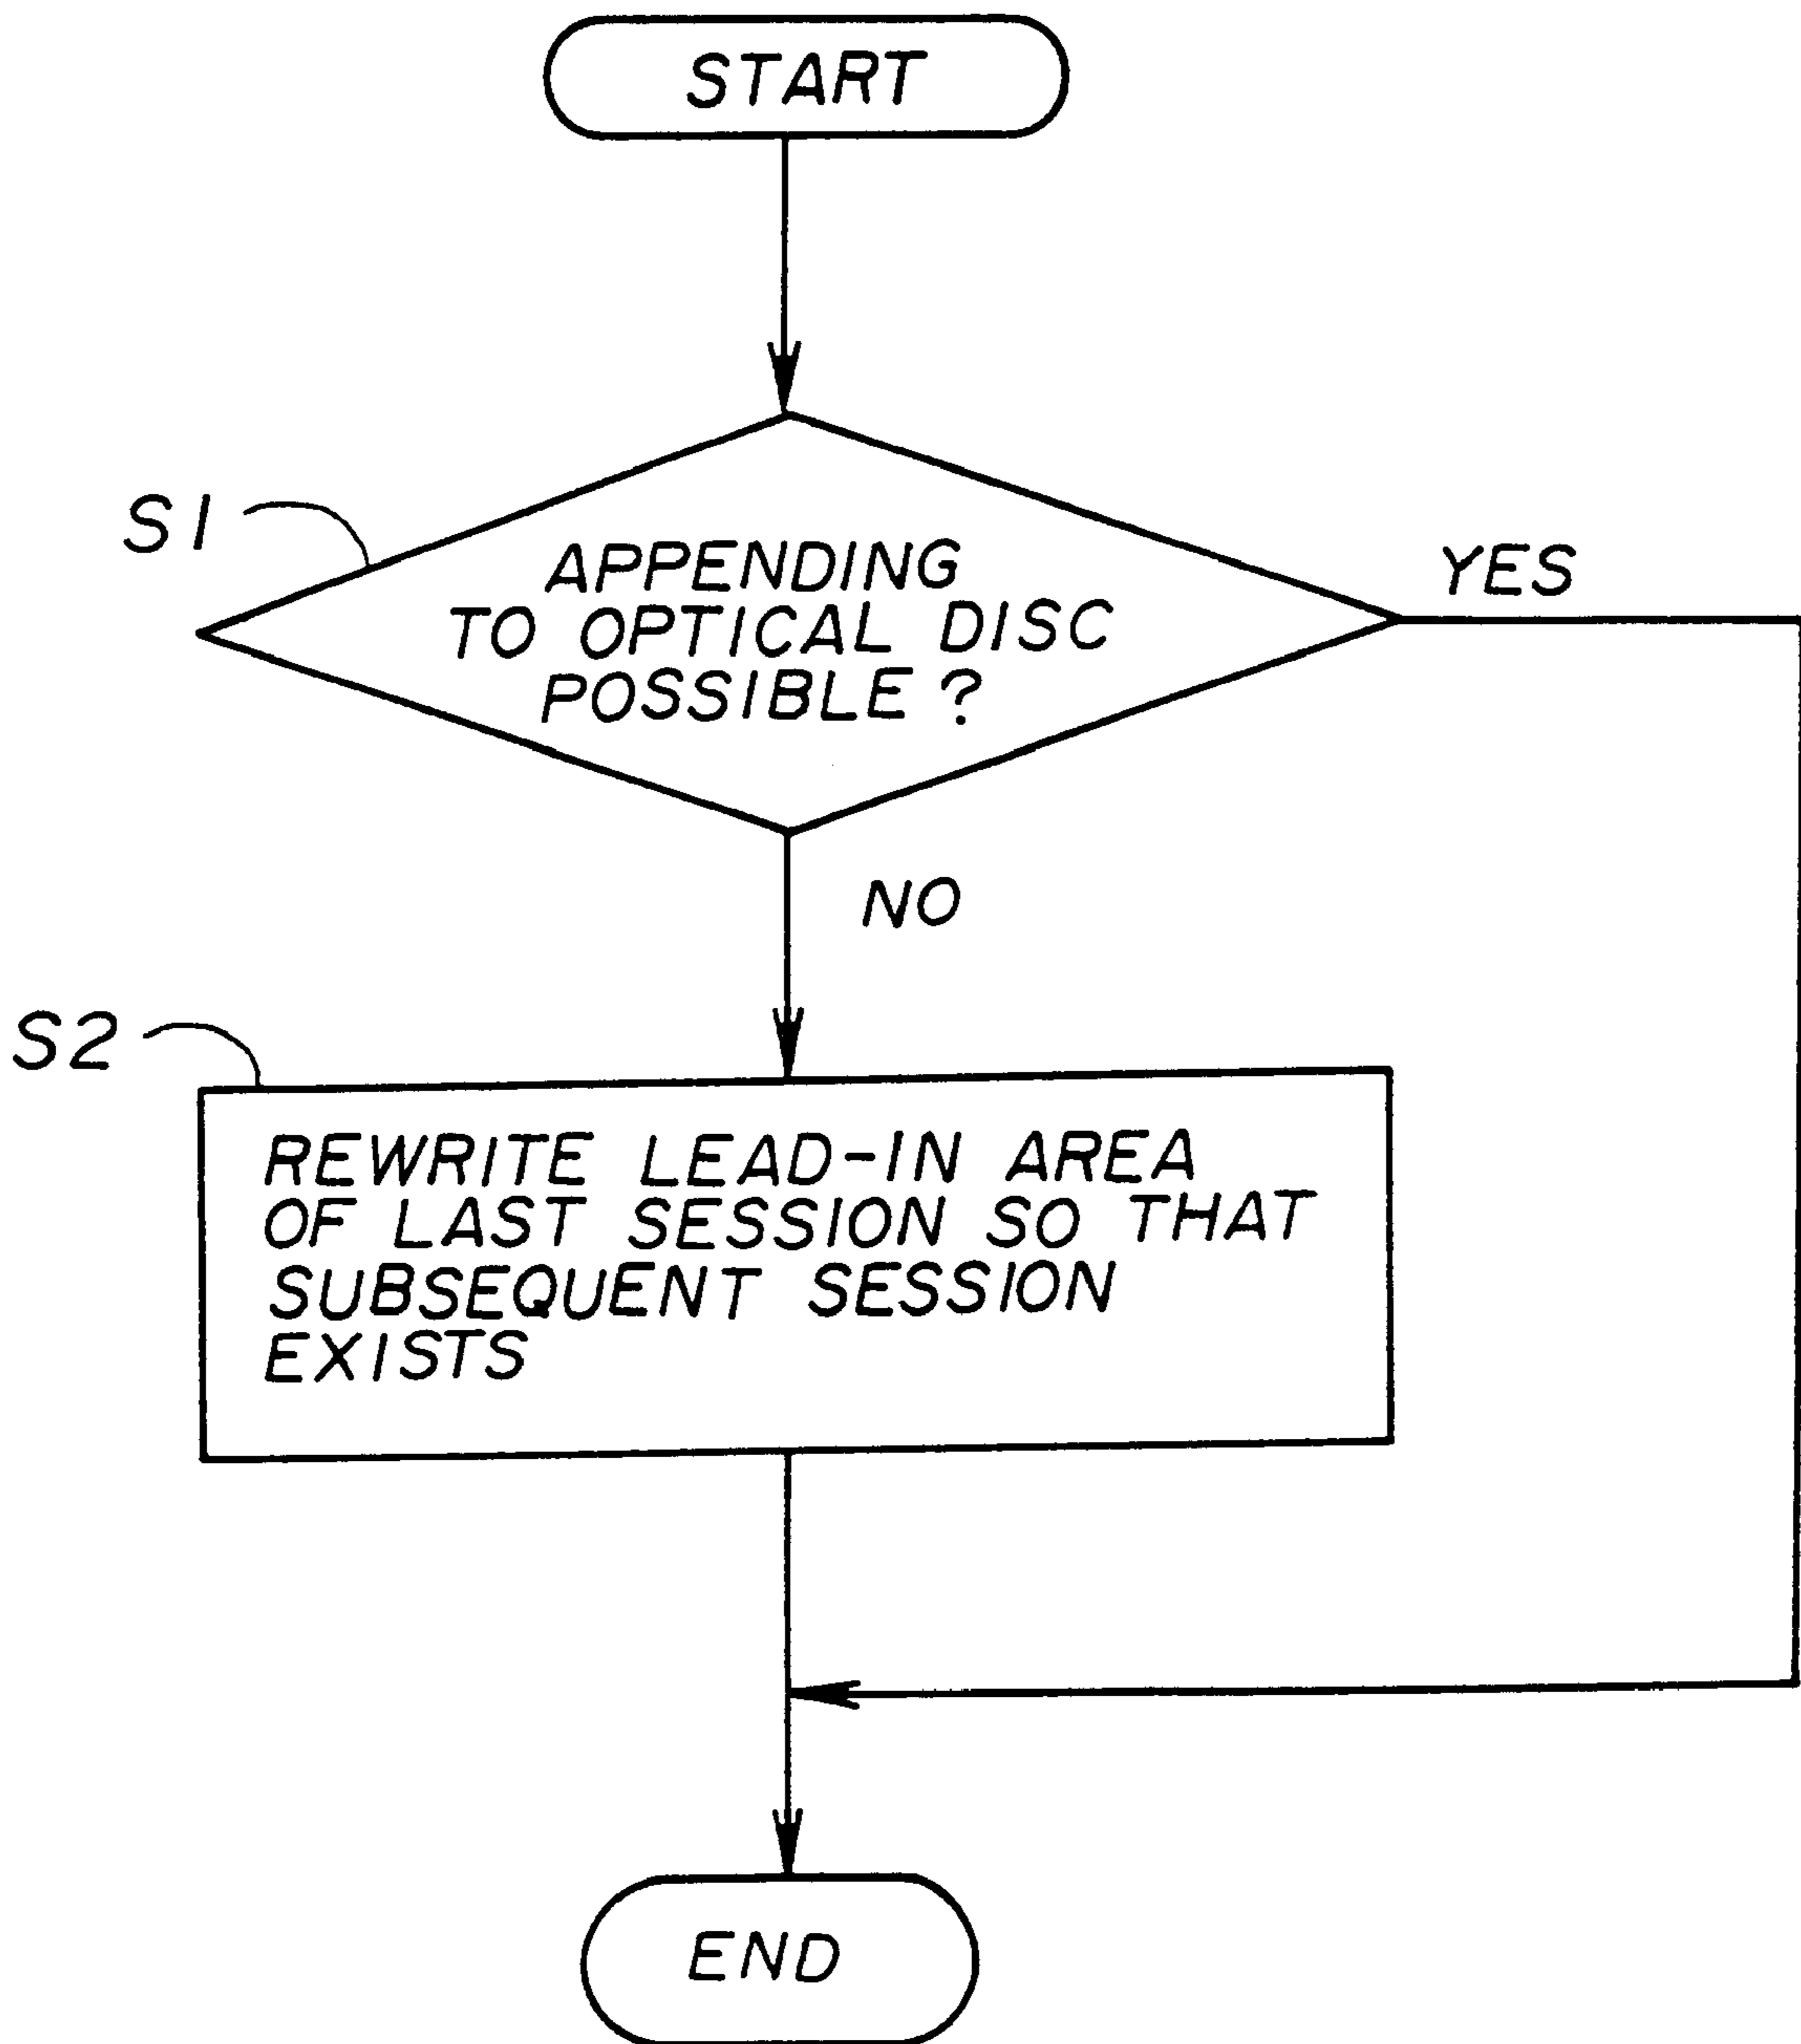 START
S1
APPENDING
TO OPTICAL DISC
POSSIBLE ?
YES
NO
S2
REWRITE LEAD-IN AREA
OF LAST SESSION SO THAT
SUBSEQUENT SESSION
EXISTS
END